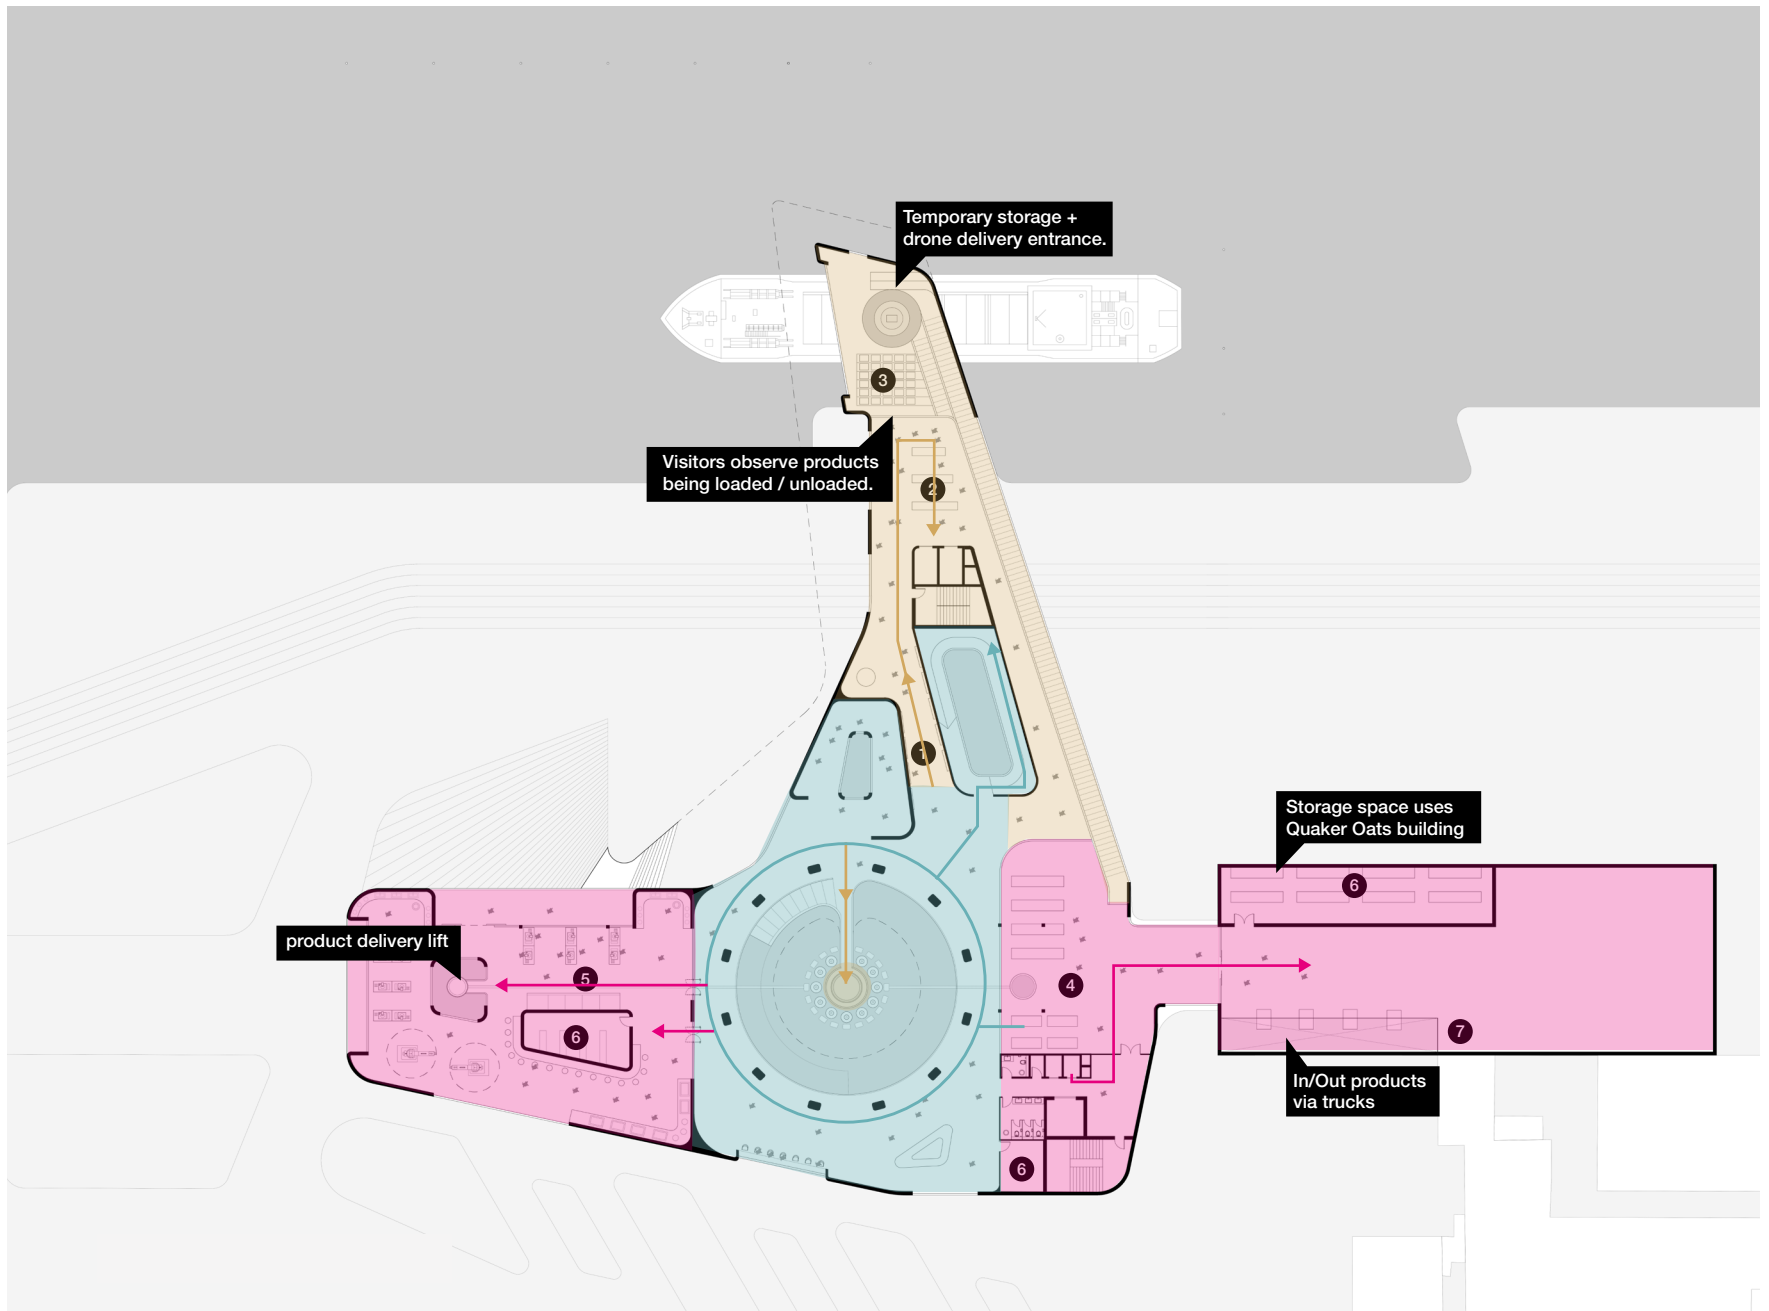 Temporary storage +
drone delivery entrance.
3
Visitors observe products
being loaded / unloaded.
2
1
Storage space uses
Quaker Oats building
6
product delivery lift
5
4
6
7
In/Out products
via trucks
6